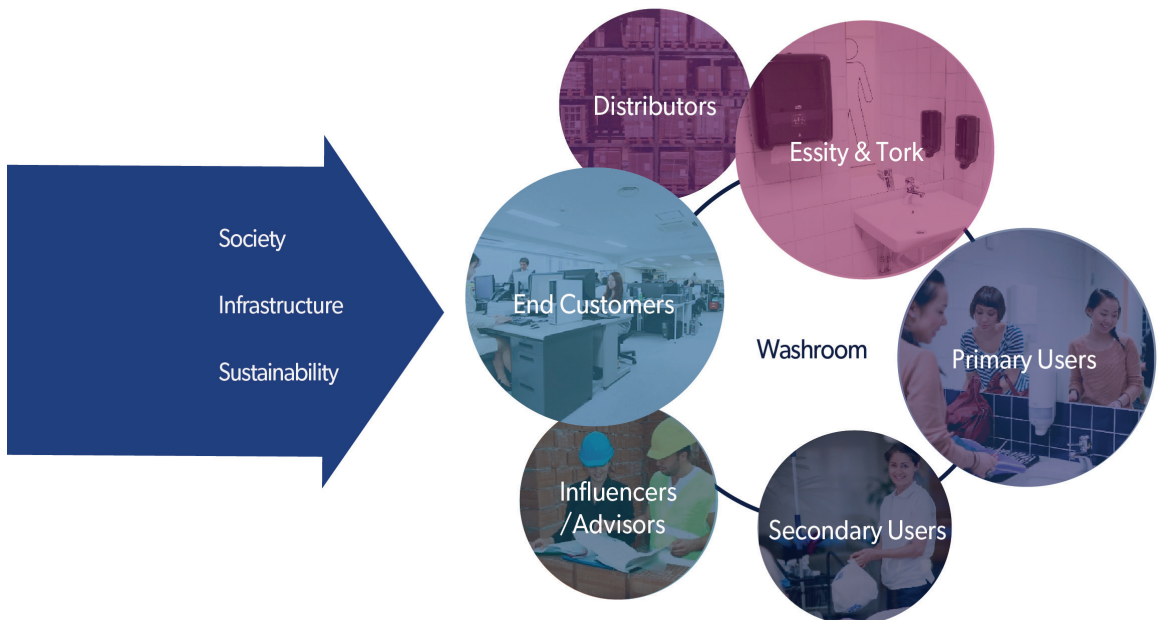 Society
Infrastructure
Sustainability
Distributors
Essity & Tork
End Customers
Washroom
Primary Users
Influencers
/Advisors
Secondary Users